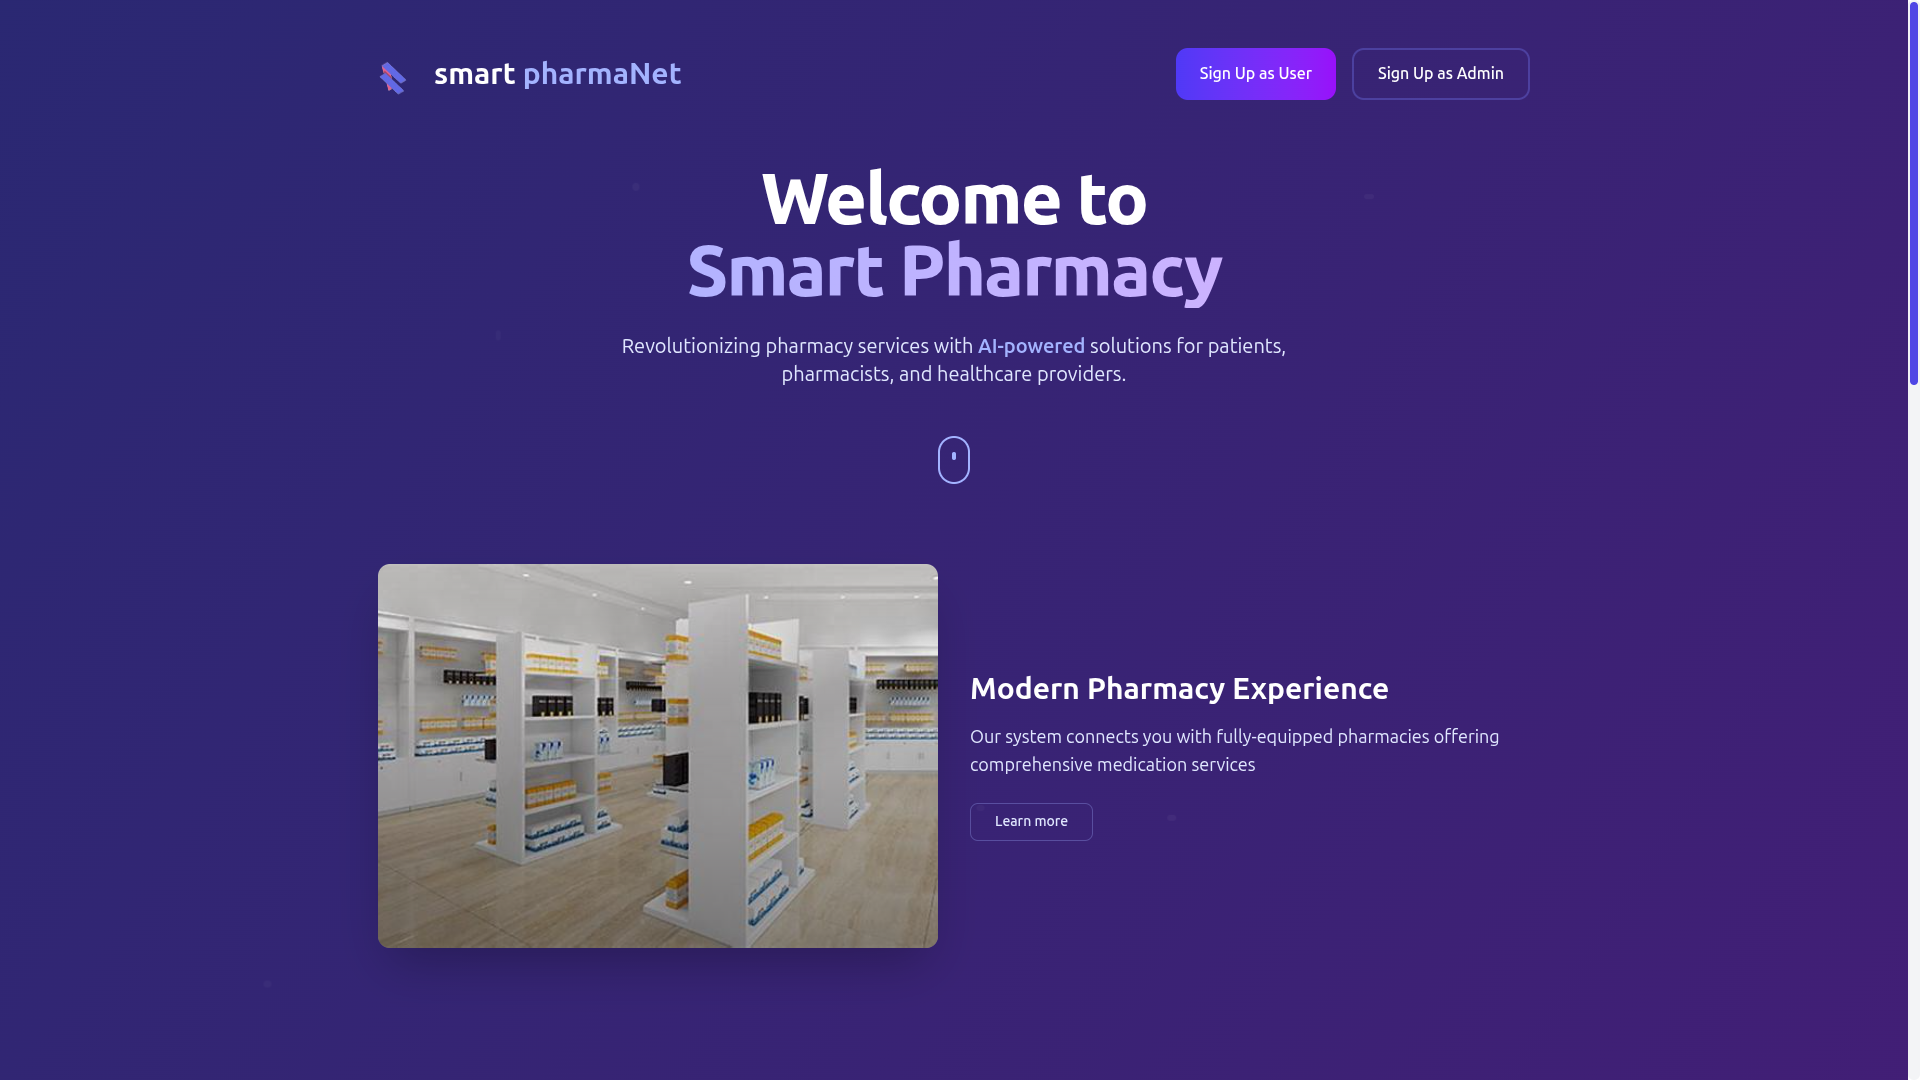 smart pharmaNet
Sign Up as User
Sign Up as Admin
Welcome to
Smart Pharmacy
Revolutionizing pharmacy services with AI-powered solutions for patients,
pharmacists, and healthcare providers.
Modern Pharmacy Experience
Our system connects you with fully-equipped pharmacies offering
comprehensive medication services
Learn more